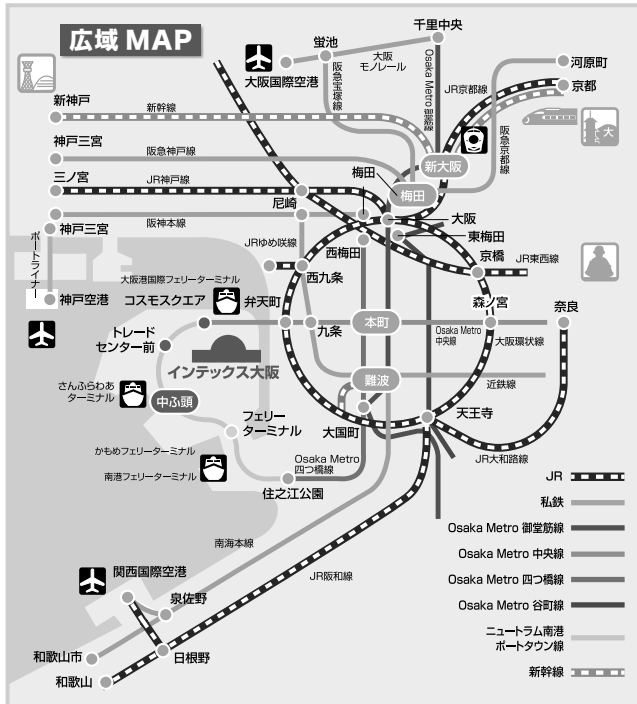 広域 MAP
千里中央
蛍池
大阪
モノレール
大阪国際空港
阪急宝塚線
Osaka Metro 御堂筋線
JR京都線
河原町
京都
新神戸
新幹線
阪急京都線
大
神戸三宮
阪急神戸線
新大阪
梅田
梅田
三ノ宮
JR神戸線
尼崎
大阪
阪神本線
神戸三宮
東梅田
西梅田
京橋
JRゆめ咲線
JR東西線
ポートライナー
西九条
大阪港国際フェリーターミナル
コスモスクエア
弁天町
神戸空港
森ノ宮
奈良
トレード
センター前
九条
本町
Osaka Metro
中央線
大阪環状線
インテックス大阪
難波
近鉄線
さんふらわあ
ターミナル
中ふ頭
フェリー
ターミナル
大国町
天王寺
かもめフェリーターミナル
南港フェリーターミナル
Osaka Metro
四つ橋線
JR大和路線
住之江公園
JR
私鉄
Osaka Metro 御堂筋線
Osaka Metro 中央線
Osaka Metro 四つ橋線
Osaka Metro 谷町線
ニュートラム南港
ポートタウン線
新幹線
南海本線
関西国際空港
JR阪和線
泉佐野
和歌山市
日根野
和歌山